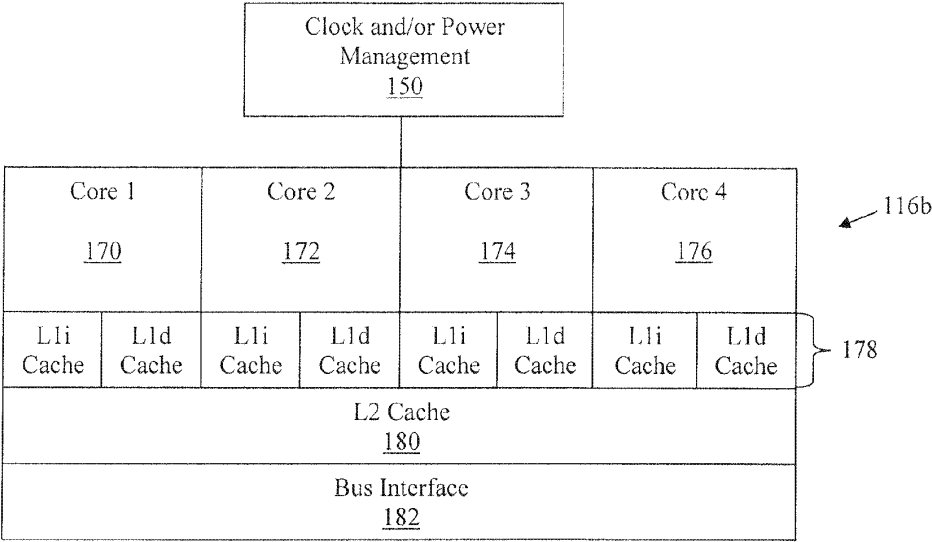 Clock and/or Power
Management
150
Core 1
Core 2
Core 3
Core 4
116b
170
172
174
176
L1i
Cache
L1d
Cache
L1i
Cache
L1d
Cache
L1i
Cache
L1d
Cache
L1i
Cache
L1d
Cache
178
L2 Cache
180
Bus Interface
182